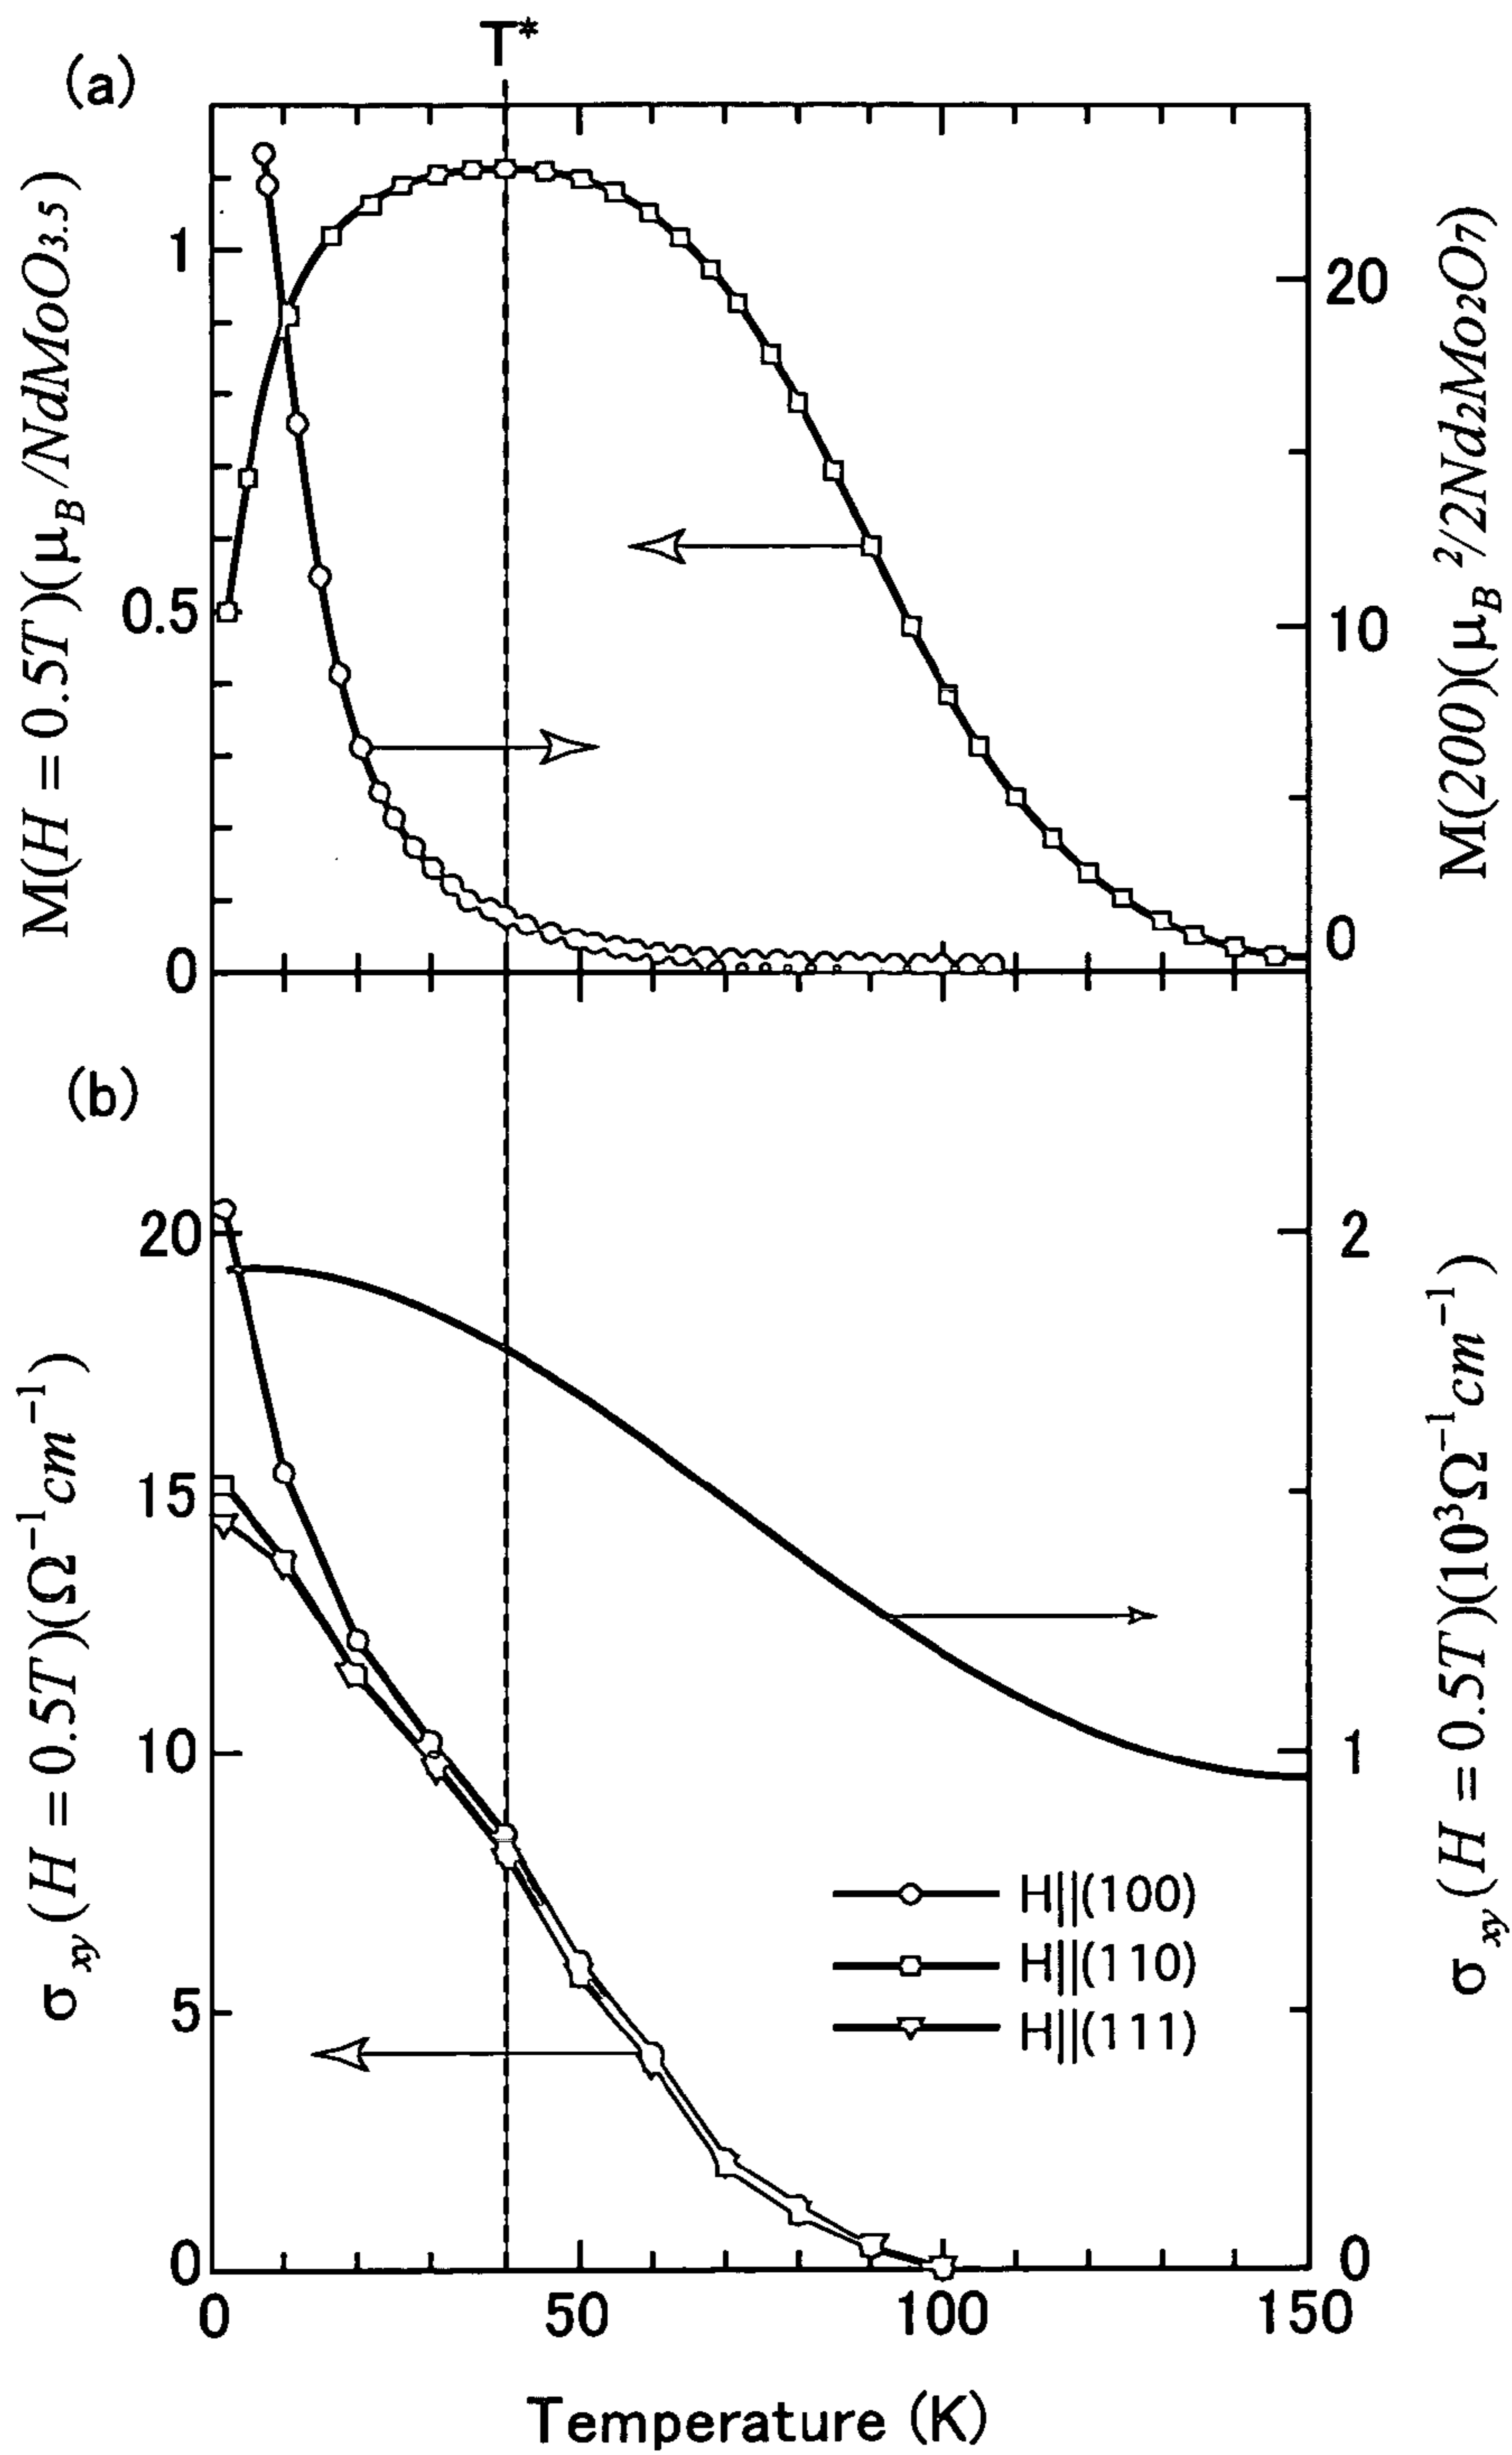 T*
(a)
M(H = 0.5T)(μB/NdMoO3.5)
1
0.5
0
M(200)(μB²/2Nd2Mo2O7)
20
10
0
(b)
σxy(H = 0.5T)(Ω⁻¹cm⁻¹)
20
15
10
5
0
σxy(H = 0.5T)(10³Ω⁻¹cm⁻¹)
2
1
0
H||(100)
H||(110)
H||(111)
0 50 100 150
Temperature (K)